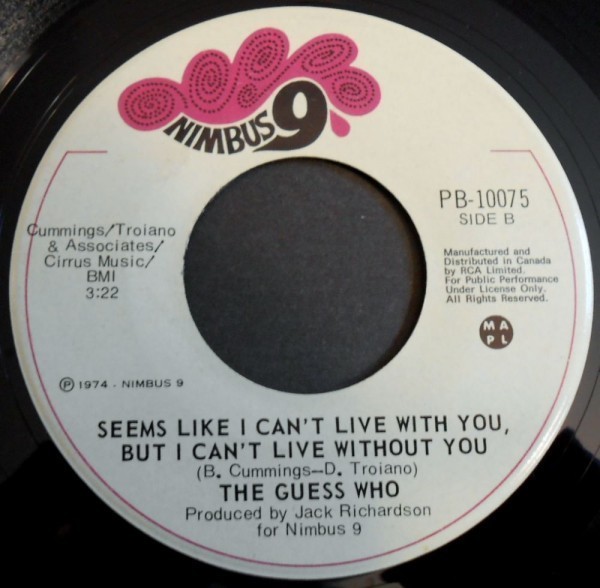 NIMBUS 9
PB-10075
SIDE B
Cummings/Troiano
& Associates/
Cirrus Music/
BMI
3:22
Manufactured and
Distributed in Canada
by RCA Limited.
For Public Performance
Under License Only.
All Rights Reserved.
M A
P L
Ⓟ 1974 - NIMBUS 9
SEEMS LIKE I CAN'T LIVE WITH YOU,
BUT I CAN'T LIVE WITHOUT YOU
(B. Cummings—D. Troiano)
THE GUESS WHO
Produced by Jack Richardson
for Nimbus 9